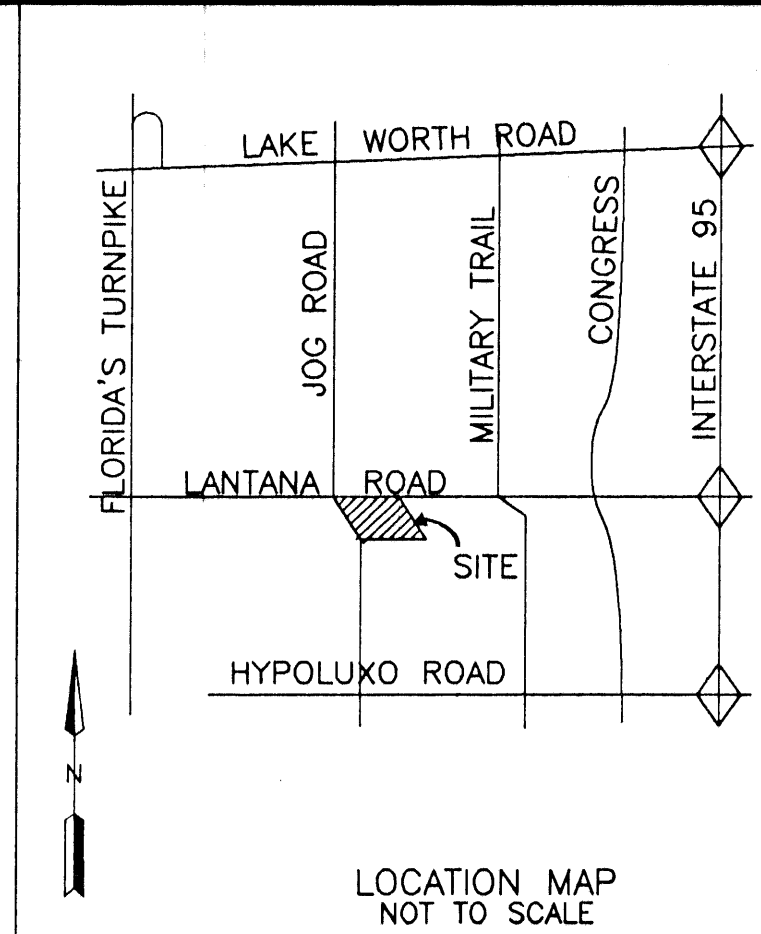 LAKE WORTH ROAD
FLORIDA'S TURNPIKE
JOG ROAD
MILITARY TRAIL
CONGRESS
INTERSTATE 95
LANTANA ROAD
SITE
HYPOLUXO ROAD
N
LOCATION MAP
NOT TO SCALE